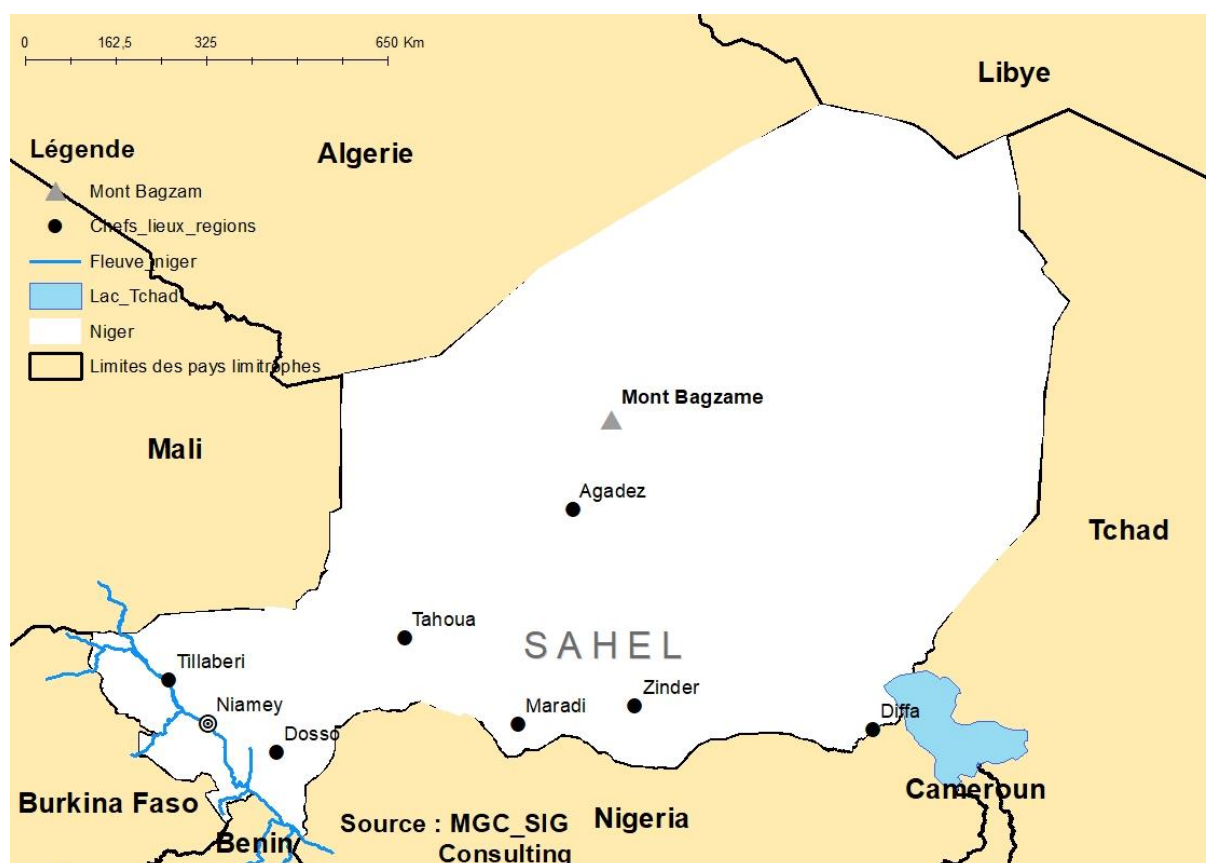 0 162,5 325 650 Km
Libye
Légende
Algerie
Mont Bagzam
Chefs_lieux_regions
Fleuve_niger
Lac_Tchad
Niger
Limites des pays limitrophes
Mont Bagzame
Mali
Agadez
Tchad
Tahoua
SAHEL
Tillaberi
Zinder
Niamey
Maradi
Diffa
Dosso
Cameroun
Burkina Faso
Nigeria
Source : MGC_SIG
Consulting
Benin